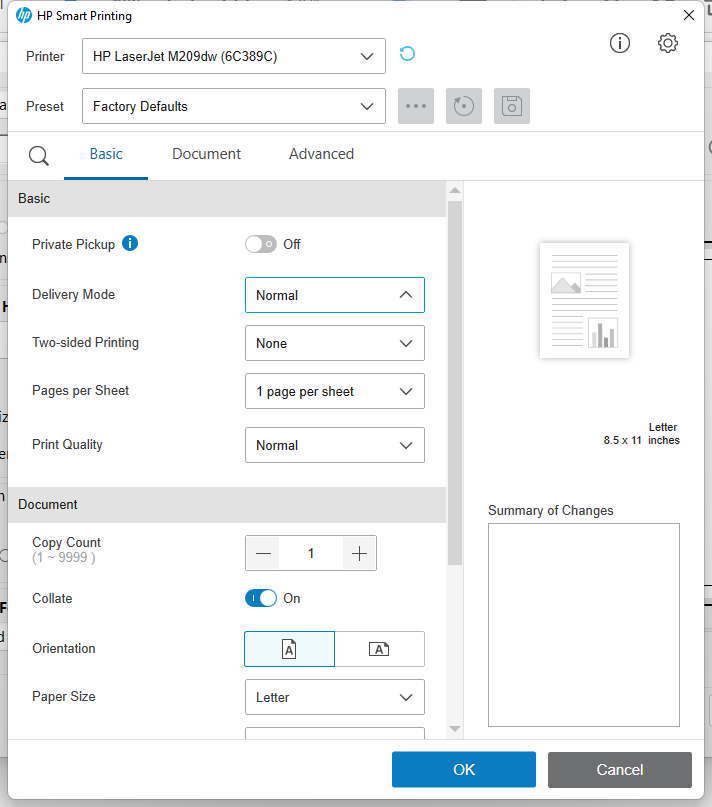 HP Smart Printing
Printer HP LaserJet M209dw (6C389C)
Preset Factory Defaults
Basic Document Advanced
Basic
Private Pickup Off
Delivery Mode Normal
Two-sided Printing None
Pages per Sheet 1 page per sheet
Print Quality Normal
Letter
8.5 x 11 inches
Document
Summary of Changes
Copy Count
(1 ~ 9999 )
1
Collate On
Orientation A A
Paper Size Letter
OK Cancel